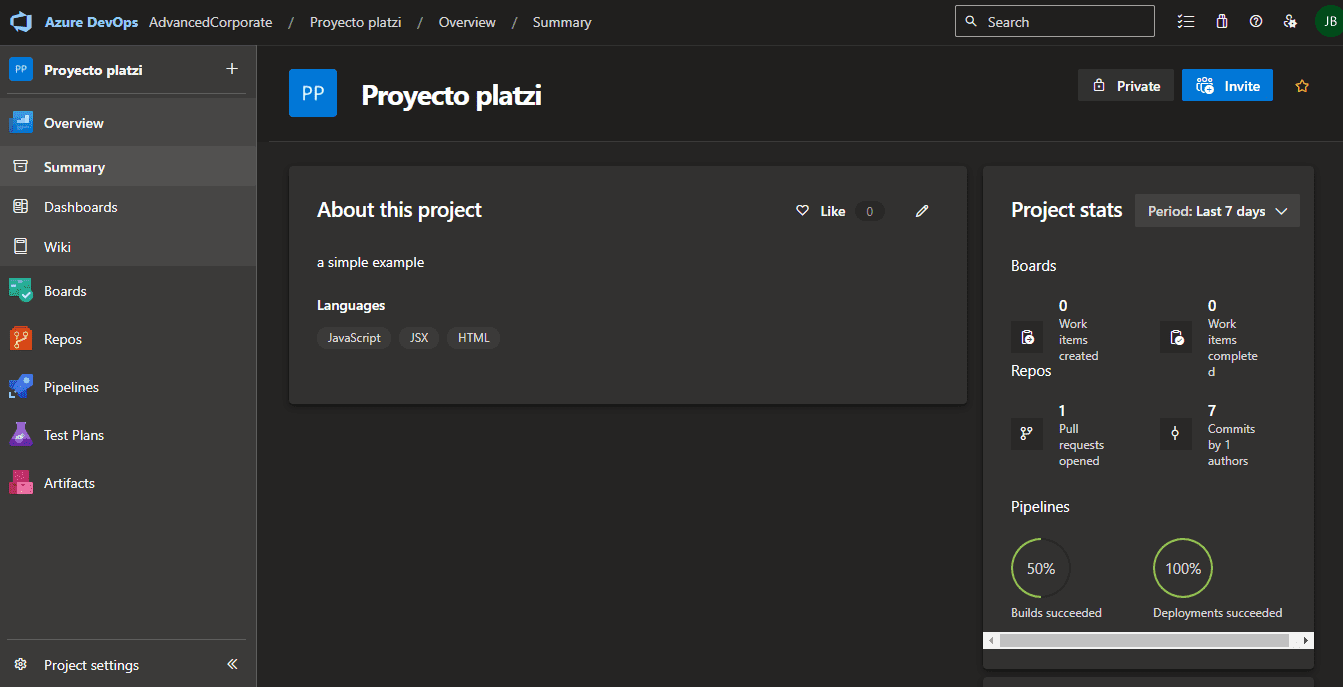 Azure DevOps AdvancedCorporate / Proyecto platzi / Overview / Summary
Search
JB
PP Proyecto platzi +
Overview
Summary
Dashboards
Wiki
Boards
Repos
Pipelines
Test Plans
Artifacts
Project settings
PP Proyecto platzi
Private
Invite
About this project
Like 0
a simple example
Languages
JavaScript JSX HTML
Project stats
Period: Last 7 days
Boards
0
Work
items
created
0
Work
items
complete
d
Repos
1
Pull
requests
opened
7
Commits
by 1
authors
Pipelines
50%
Builds succeeded
100%
Deployments succeeded